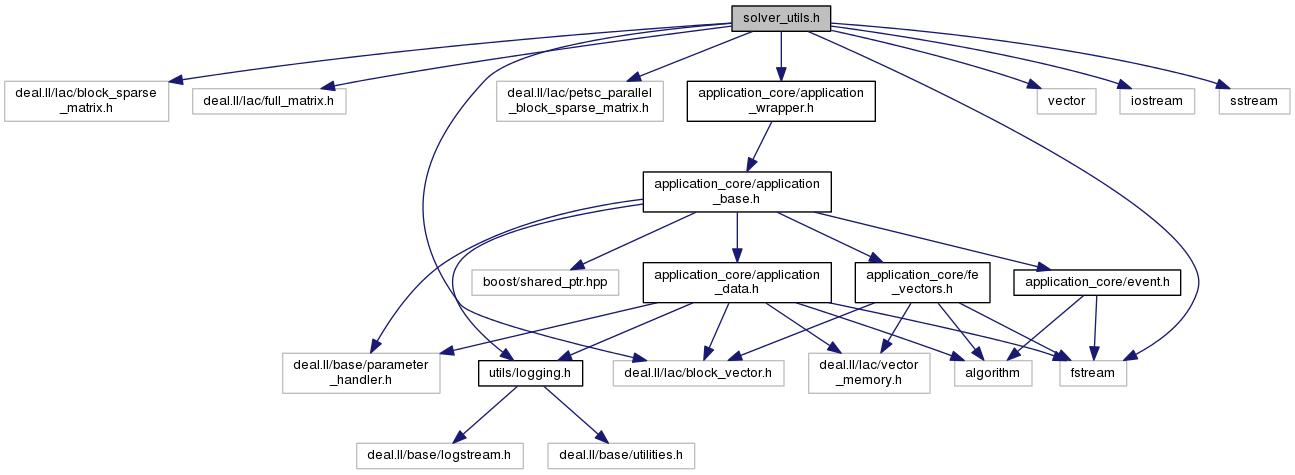 solver_utils.h
deal.II/lac/block_sparse
_matrix.h
deal.II/lac/full_matrix.h
deal.II/lac/petsc_parallel
_block_sparse_matrix.h
application_core/application
_wrapper.h
vector
iostream
sstream
application_core/application
_base.h
boost/shared_ptr.hpp
application_core/application
_data.h
application_core/fe
_vectors.h
application_core/event.h
deal.II/base/parameter
_handler.h
utils/logging.h
deal.II/lac/block_vector.h
deal.II/lac/vector
_memory.h
algorithm
fstream
deal.II/base/logstream.h
deal.II/base/utilities.h